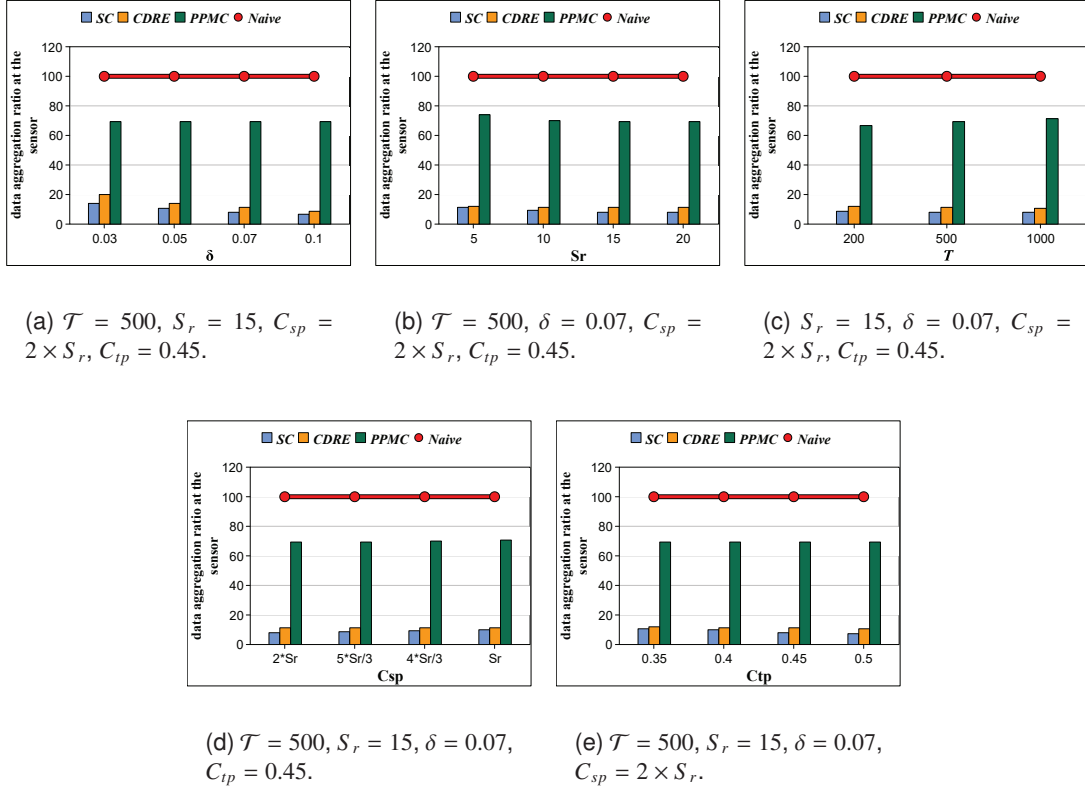 SC CDRE PPMC Naive
data aggregation ratio at the
sensor
120
100
80
60
40
20
0
0.03 0.05 0.07 0.1
δ
SC CDRE PPMC Naive
data aggregation ratio at the
sensor
120
100
80
60
40
20
0
5 10 15 20
Sr
SC CDRE PPMC Naive
data aggregation ratio at the
sensor
120
100
80
60
40
20
0
200 500 1000
T
(a) 𝒯 = 500, S_r = 15, C_sp =
2 × S_r, C_tp = 0.45.
(b) 𝒯 = 500, δ = 0.07, C_sp =
2 × S_r, C_tp = 0.45.
(c) S_r = 15, δ = 0.07, C_sp =
2 × S_r, C_tp = 0.45.
SC CDRE PPMC Naive
data aggregation ratio at the
sensor
120
100
80
60
40
20
0
2*Sr 5*Sr/3 4*Sr/3 Sr
Csp
SC CDRE PPMC Naive
data aggregation ratio at the
sensor
120
100
80
60
40
20
0
0.35 0.4 0.45 0.5
Ctp
(d) 𝒯 = 500, S_r = 15, δ = 0.07,
C_tp = 0.45.
(e) 𝒯 = 500, S_r = 15, δ = 0.07,
C_sp = 2 × S_r.